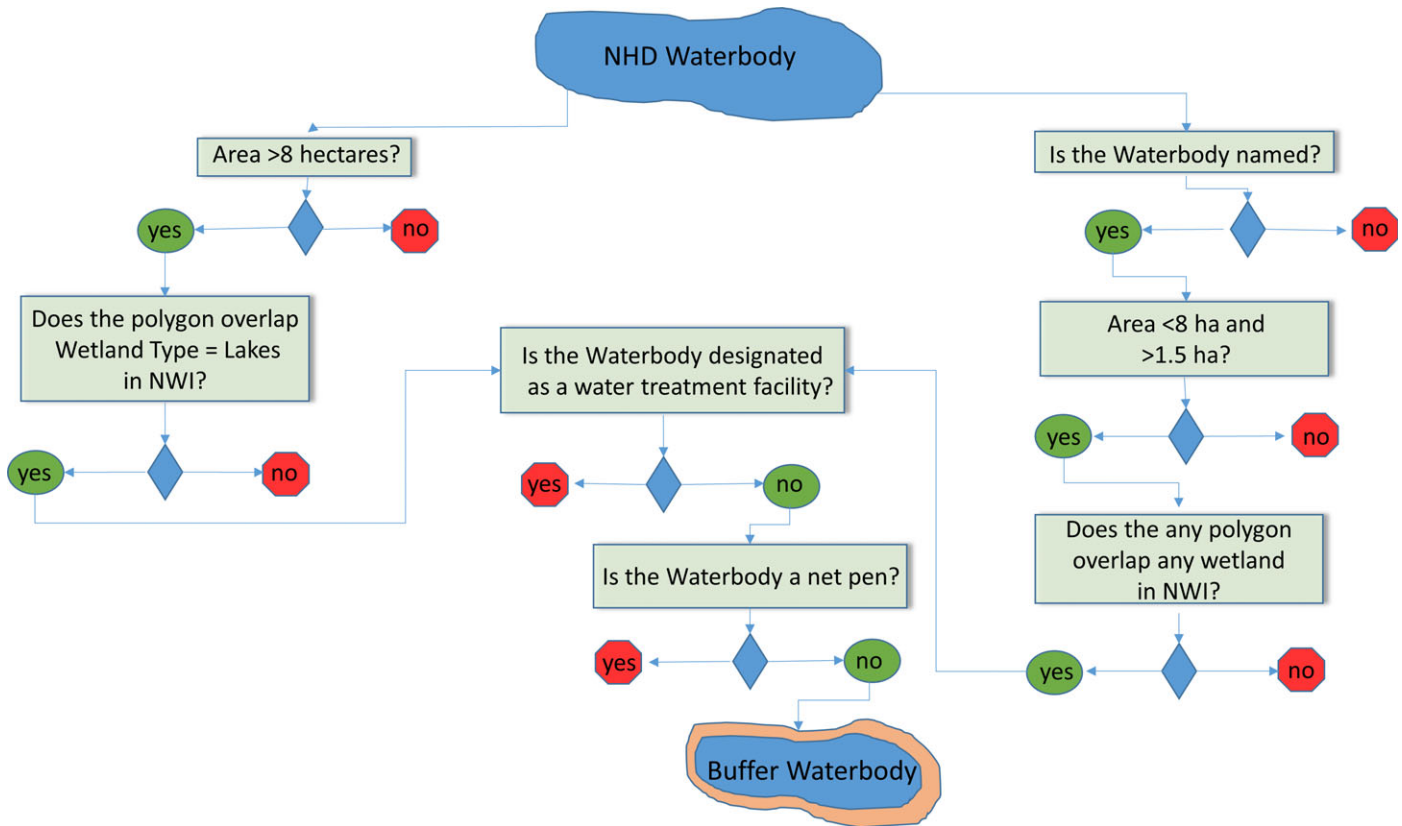 NHD Waterbody
Area >8 hectares?
yes
no
Does the polygon overlap
Wetland Type = Lakes
in NWI?
yes
no
Is the Waterbody named?
yes
no
Area <8 ha and
>1.5 ha?
yes
no
Does the any polygon
overlap any wetland
in NWI?
yes
no
Is the Waterbody designated
as a water treatment facility?
yes
no
Is the Waterbody a net pen?
yes
no
Buffer Waterbody